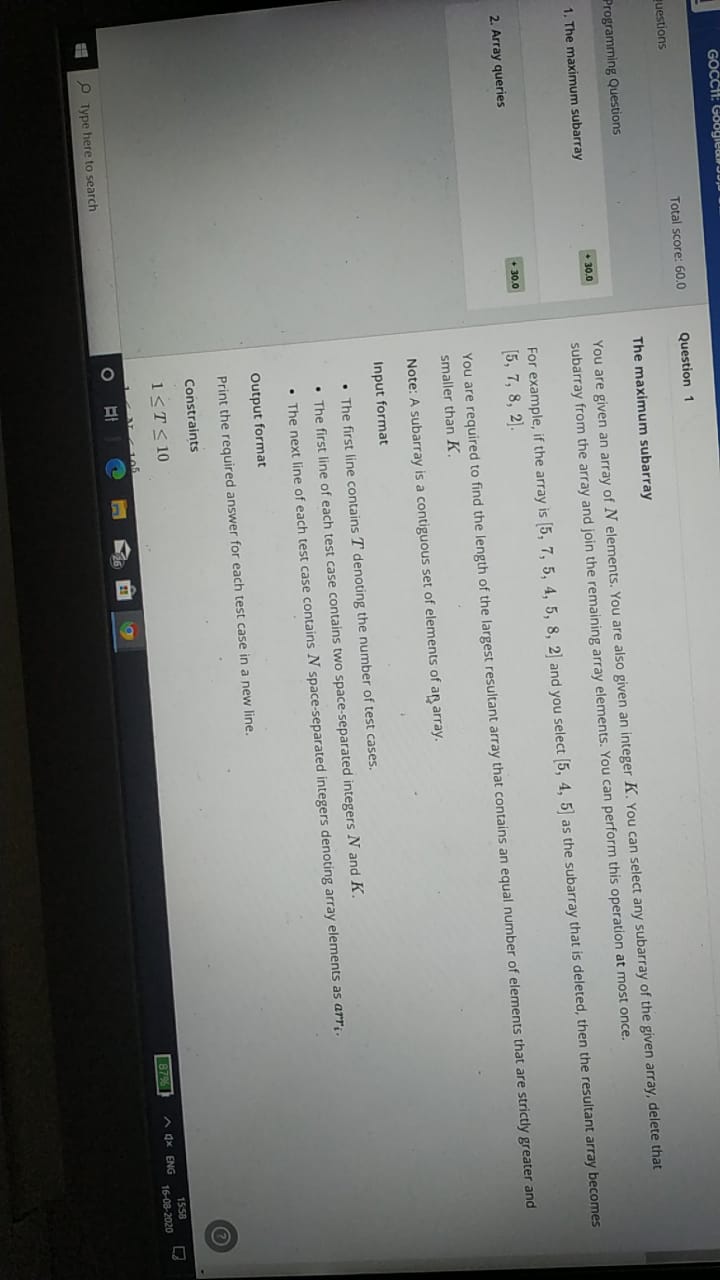 Total score: 60.0
Programming Questions
1. The maximum subarray
+ 30.0
2. Array queries
+ 30.0
Question 1
The maximum subarray
You are given an array of N elements. You are also given an integer K. You can select any subarray of the given array, delete that
subarray from the array and join the remaining array elements. You can perform this operation at most once.
For example, if the array is [5, 7, 5, 4, 5, 8, 2] and you select [5, 4, 5] as the subarray that is deleted, then the resultant array becomes
[5, 7, 8, 2].
You are required to find the length of the largest resultant array that contains an equal number of elements that are strictly greater and
smaller than K.
Note: A subarray is a contiguous set of elements of an array.
Input format
• The first line contains T denoting the number of test cases.
• The first line of each test case contains two space-separated integers N and K.
• The next line of each test case contains N space-separated integers denoting array elements as arrᵢ.
Output format
Print the required answer for each test case in a new line.
Constraints
1 ≤ T ≤ 10
Type here to search
26
87%
ENG
1558
16-08-2020
?